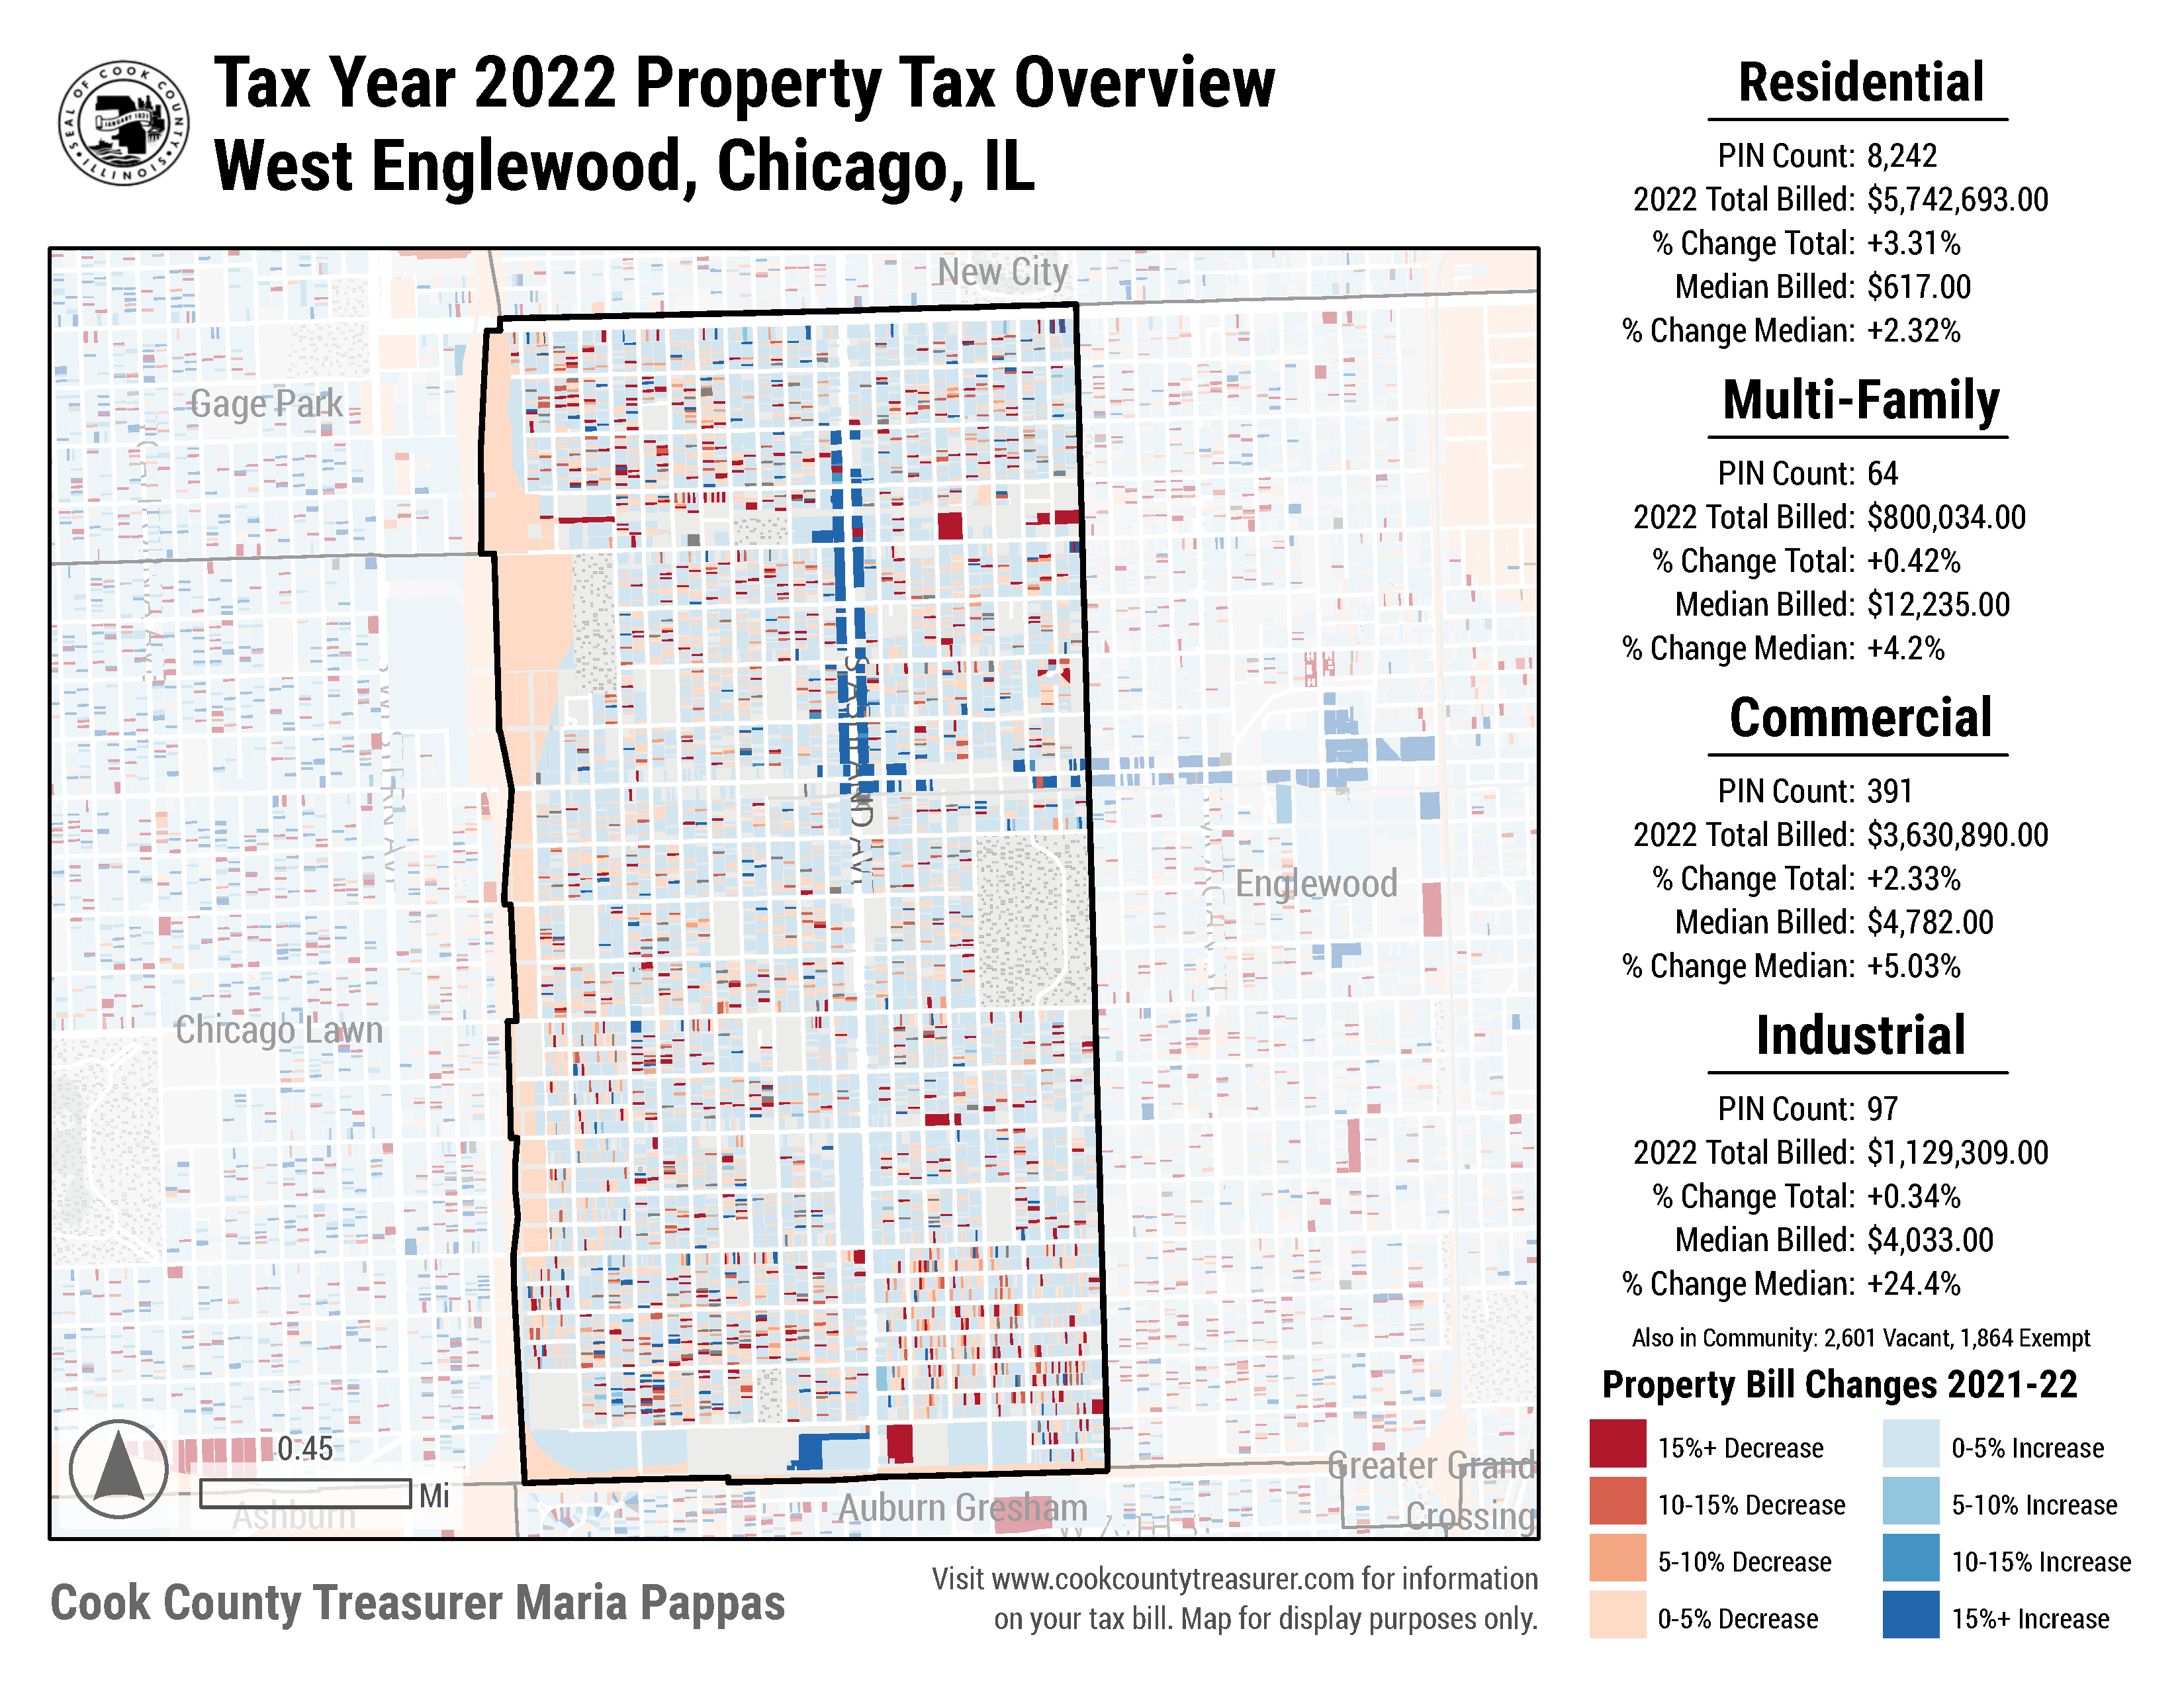 SEAL OF COOK COUNTY
ILLINOIS
JANUARY 1831
Tax Year 2022 Property Tax Overview
West Englewood, Chicago, IL
New City
Gage Park
S ASHLAND AVE
S WESTERN AVE
Englewood
Chicago Lawn
0.45
Mi
Ashburn
Auburn Gresham
Greater Grand
Crossing
Cook County Treasurer Maria Pappas
Visit www.cookcountytreasurer.com for information
on your tax bill. Map for display purposes only.
Residential
PIN Count: 8,242
2022 Total Billed: $5,742,693.00
% Change Total: +3.31%
Median Billed: $617.00
% Change Median: +2.32%
Multi-Family
PIN Count: 64
2022 Total Billed: $800,034.00
% Change Total: +0.42%
Median Billed: $12,235.00
% Change Median: +4.2%
Commercial
PIN Count: 391
2022 Total Billed: $3,630,890.00
% Change Total: +2.33%
Median Billed: $4,782.00
% Change Median: +5.03%
Industrial
PIN Count: 97
2022 Total Billed: $1,129,309.00
% Change Total: +0.34%
Median Billed: $4,033.00
% Change Median: +24.4%
Also in Community: 2,601 Vacant, 1,864 Exempt
Property Bill Changes 2021-22
15%+ Decrease
10-15% Decrease
5-10% Decrease
0-5% Decrease
0-5% Increase
5-10% Increase
10-15% Increase
15%+ Increase